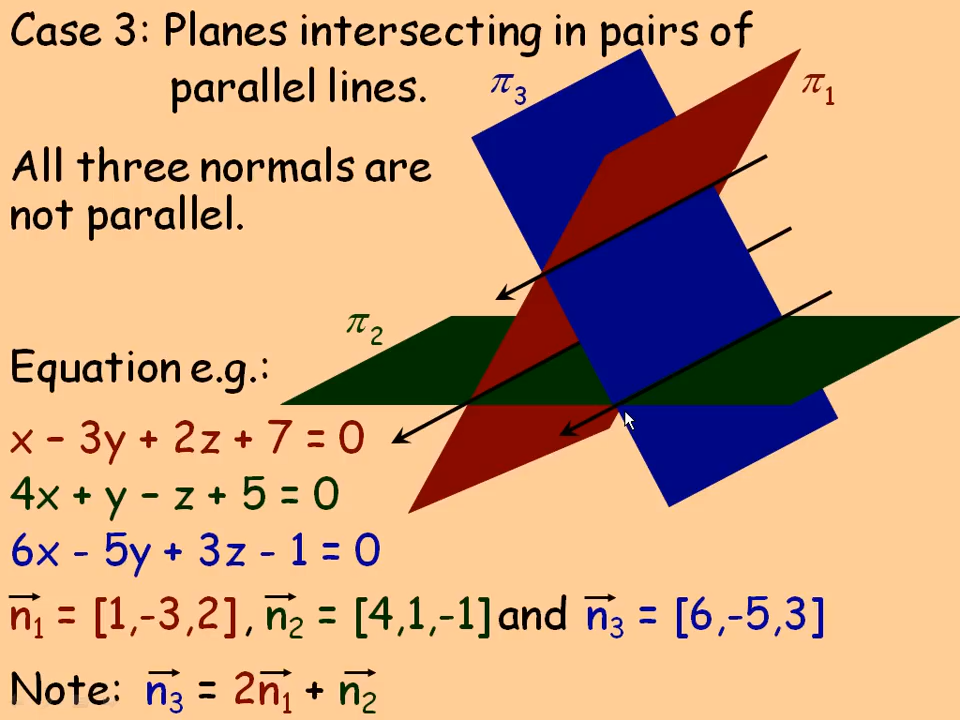 Case 3: Planes intersecting in pairs of
parallel lines.
π3
π1
All three normals are
not parallel.
π2
Equation e.g.:
x – 3y + 2z + 7 = 0
4x + y – z + 5 = 0
6x - 5y + 3z - 1 = 0
n1 = [1,-3,2], n2 = [4,1,-1] and n3 = [6,-5,3]
Note: n3 = 2n1 + n2